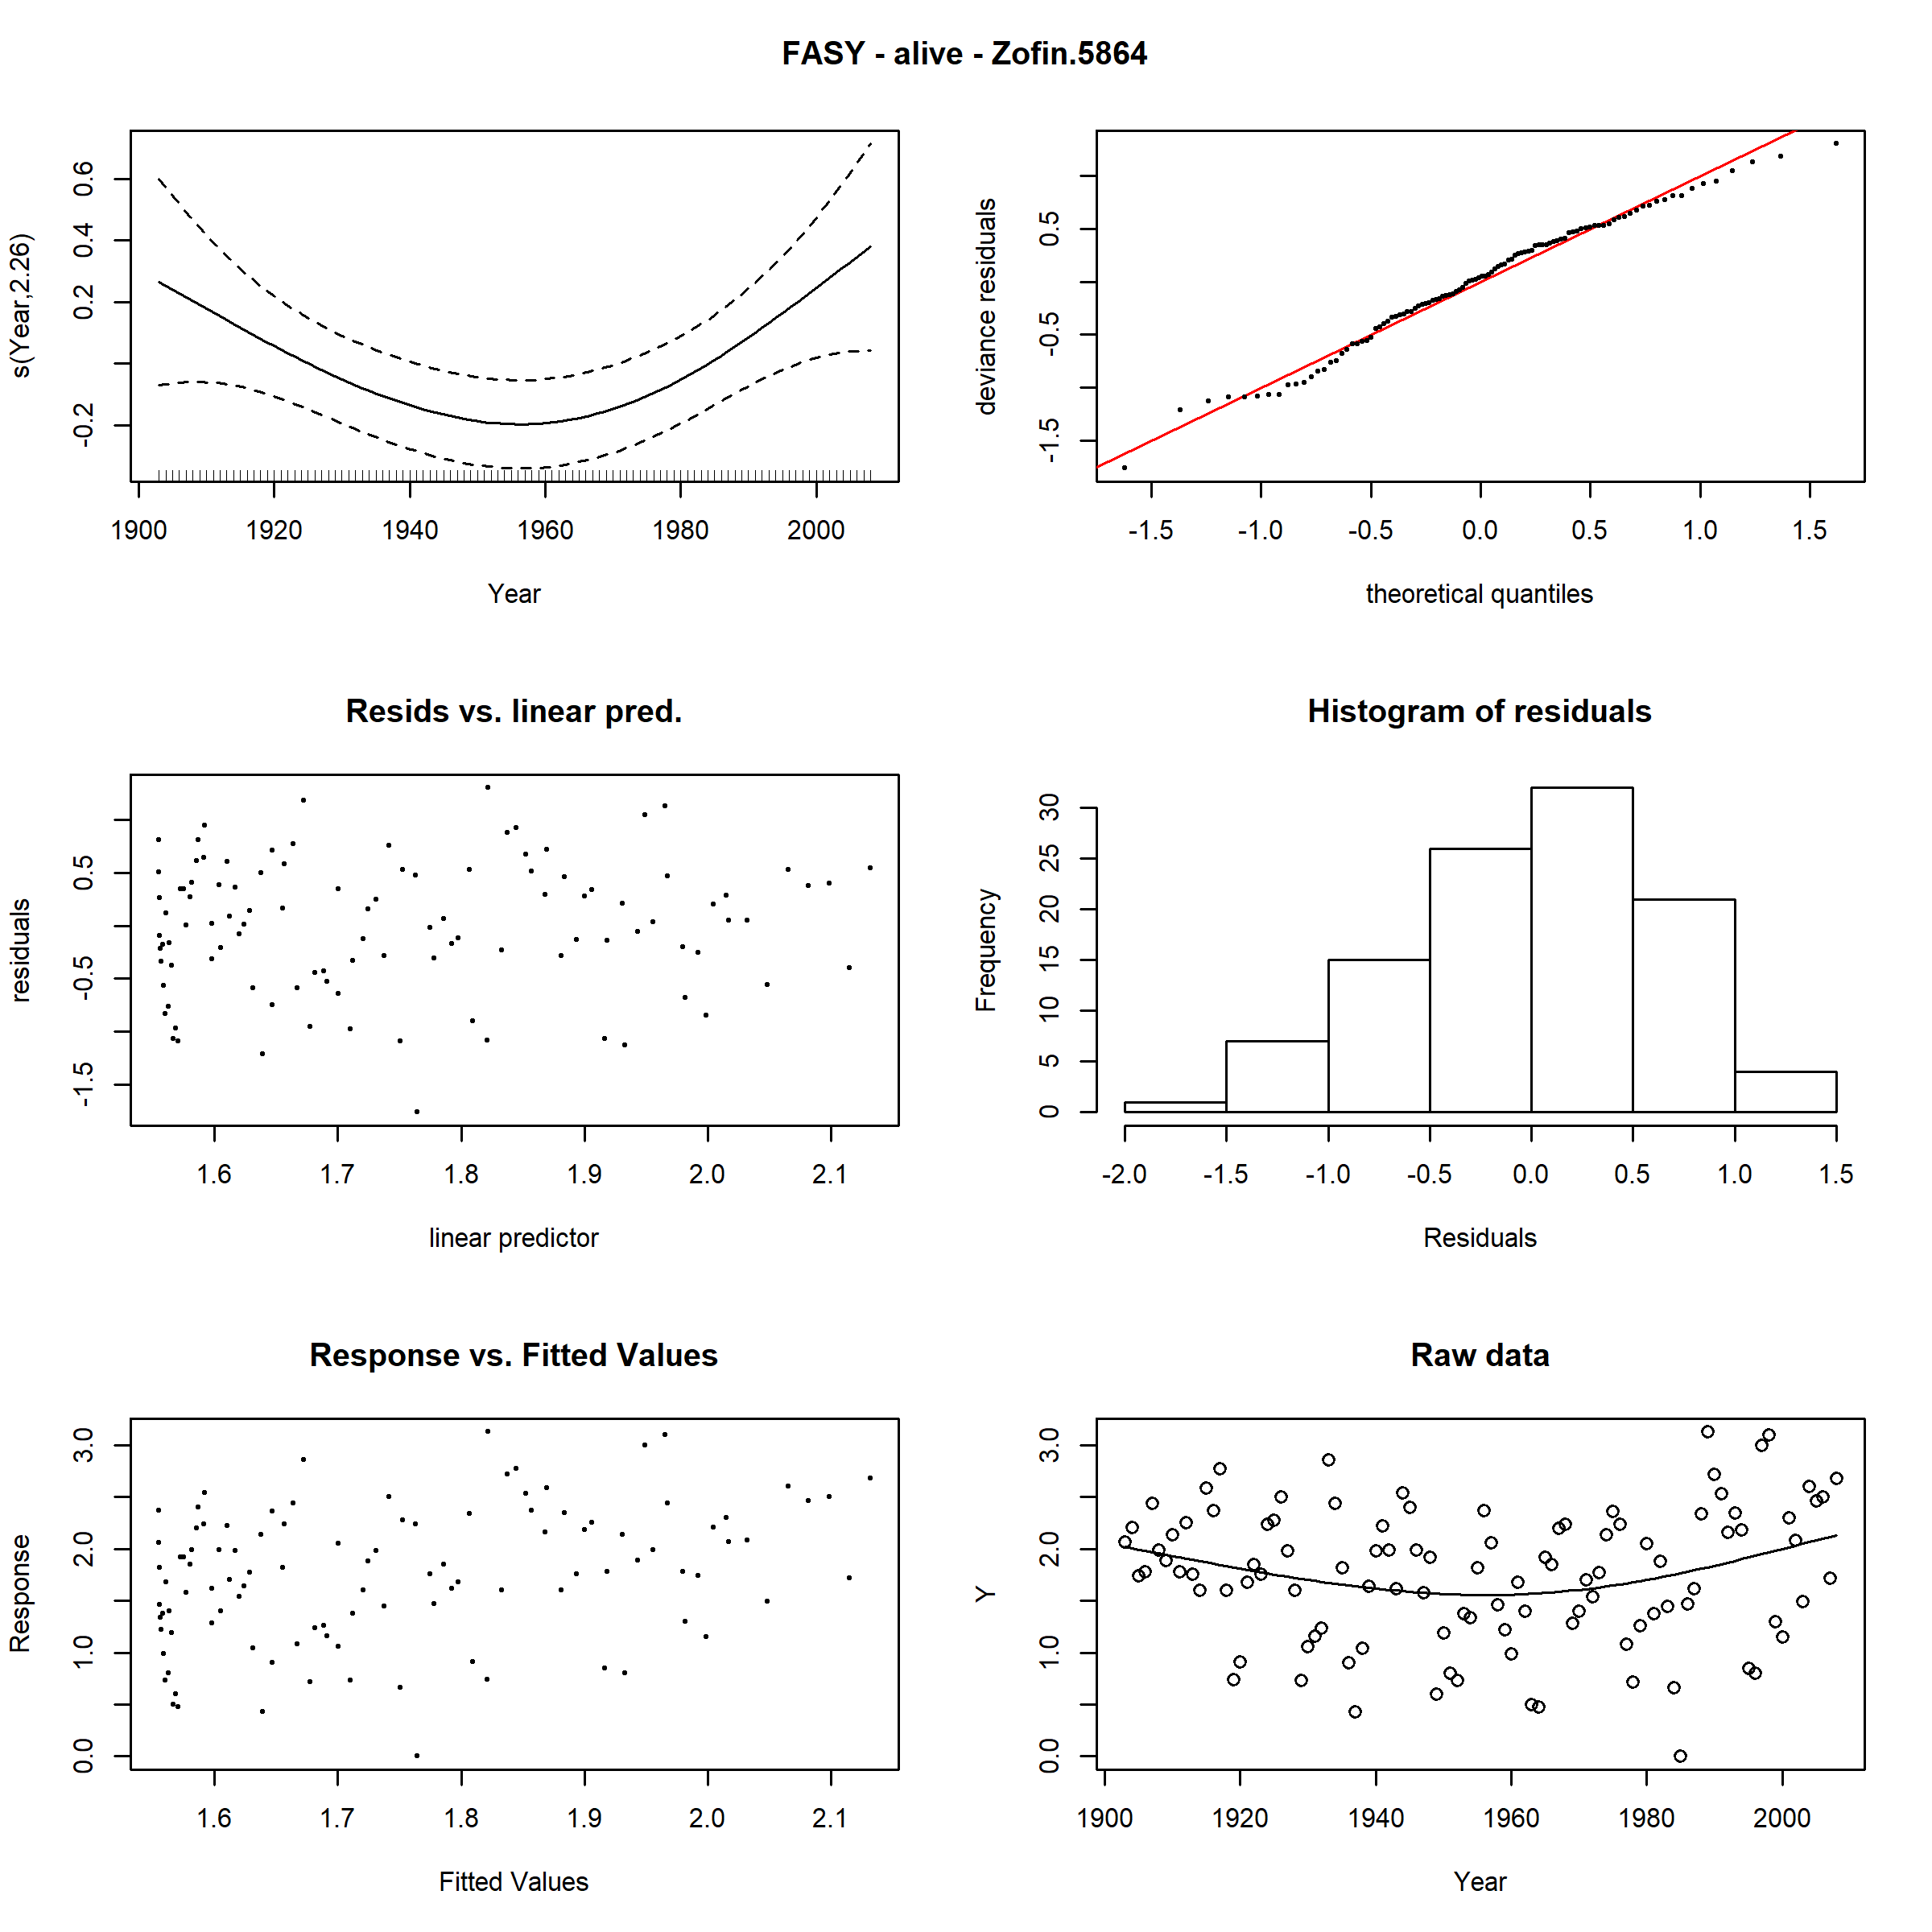 FASY - alive - Zofin.5864
s(Year,2.26)
-0.2 0.2 0.4 0.6
1900 1920 1940 1960 1980 2000
Year
deviance residuals
-1.5 -0.5 0.5
-1.5 -1.0 -0.5 0.0 0.5 1.0 1.5
theoretical quantiles
Resids vs. linear pred.
residuals
-1.5 -0.5 0.5
1.6 1.7 1.8 1.9 2.0 2.1
linear predictor
Histogram of residuals
Frequency
0 5 10 15 20 25 30
-2.0 -1.5 -1.0 -0.5 0.0 0.5 1.0 1.5
Residuals
Response vs. Fitted Values
Response
0.0 1.0 2.0 3.0
1.6 1.7 1.8 1.9 2.0 2.1
Fitted Values
Raw data
Y
0.0 1.0 2.0 3.0
1900 1920 1940 1960 1980 2000
Year